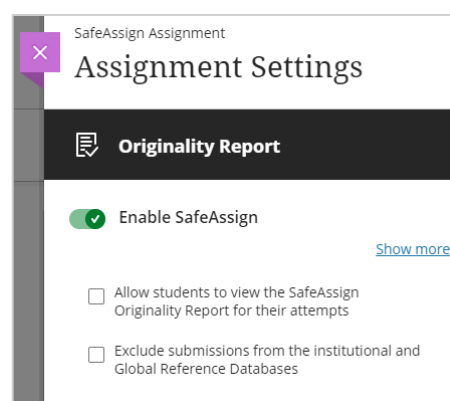 SafeAssign Assignment
Assignment Settings
Originality Report
Enable SafeAssign
Show more
Allow students to view the SafeAssign
Originality Report for their attempts
Exclude submissions from the institutional and
Global Reference Databases